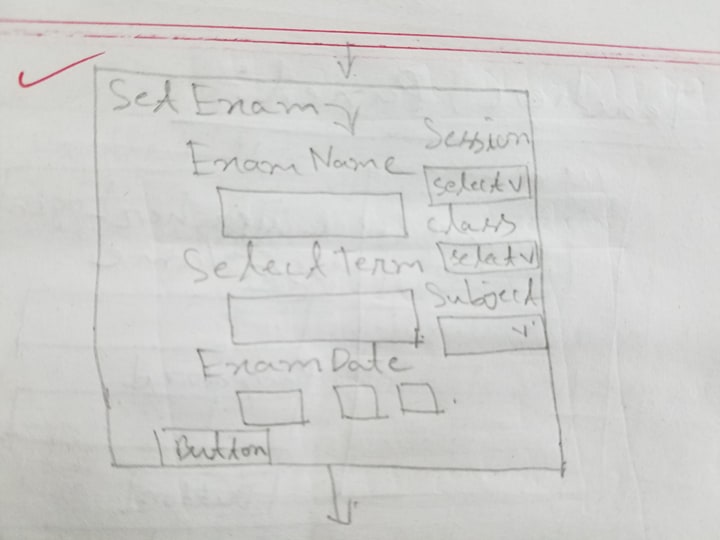 Set Exam
Session
Exam Name
select v
Class
Select Term
select v
Subject
v
Exam Date
Button